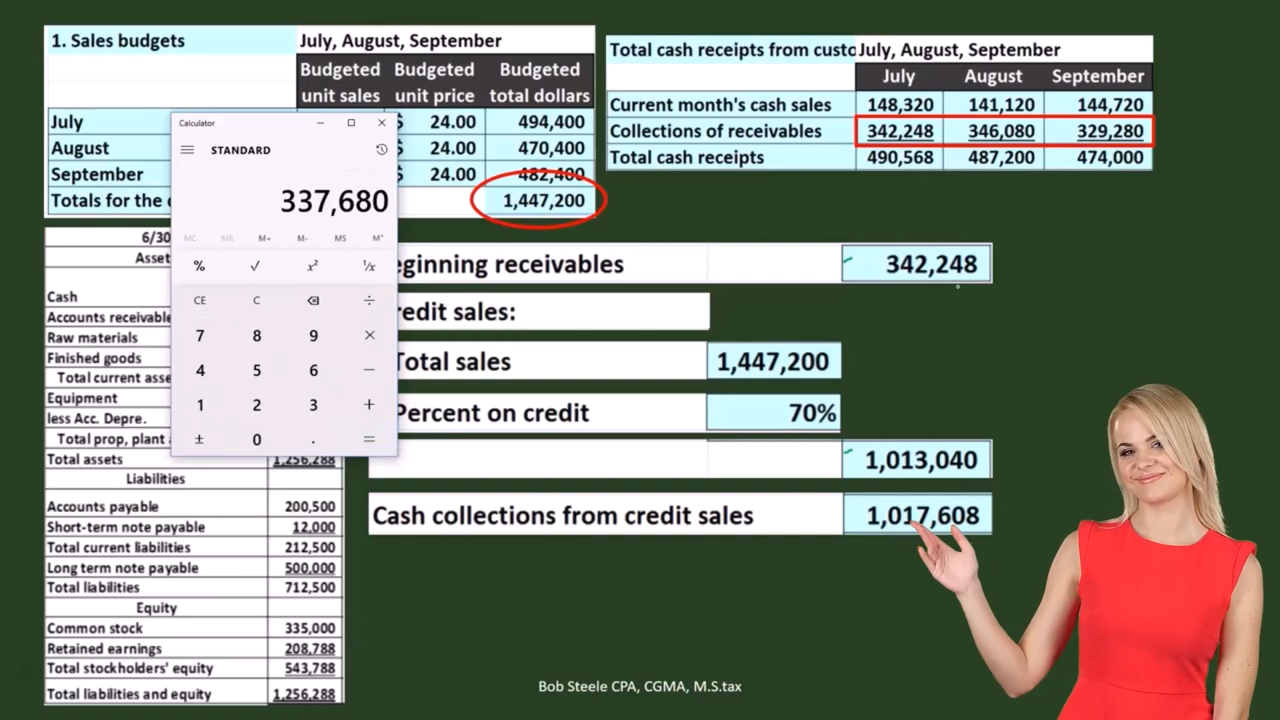 1. Sales budgets July, August, September
Budgeted unit sales Budgeted unit price Budgeted total dollars
July $ 24.00 494,400
August $ 24.00 470,400
September $ 24.00 482,400
Totals for the 1,447,200
Total cash receipts from custo July, August, September
July August September
Current month's cash sales 148,320 141,120 144,720
Collections of receivables 342,248 346,080 329,280
Total cash receipts 490,568 487,200 474,000
Calculator
STANDARD
337,680
MC MR M+ M- MS M˅
% √ x² ¹/x
CE C ÷
7 8 9 ×
4 5 6 −
1 2 3 +
± 0 . =
eginning receivables 342,248
redit sales:
Total sales 1,447,200
Percent on credit 70%
1,013,040
Cash collections from credit sales 1,017,608
6/30
Asset
Cash
Accounts receivable
Raw materials
Finished goods
Total current asse
Equipment
less Acc. Depre.
Total prop, plant
Total assets 1,256,288
Liabilities
Accounts payable 200,500
Short-term note payable 12,000
Total current liabilities 212,500
Long term note payable 500,000
Total liabilities 712,500
Equity
Common stock 335,000
Retained earnings 208,788
Total stockholders' equity 543,788
Total liabilities and equity 1,256,288
Bob Steele CPA, CGMA, M.S.tax